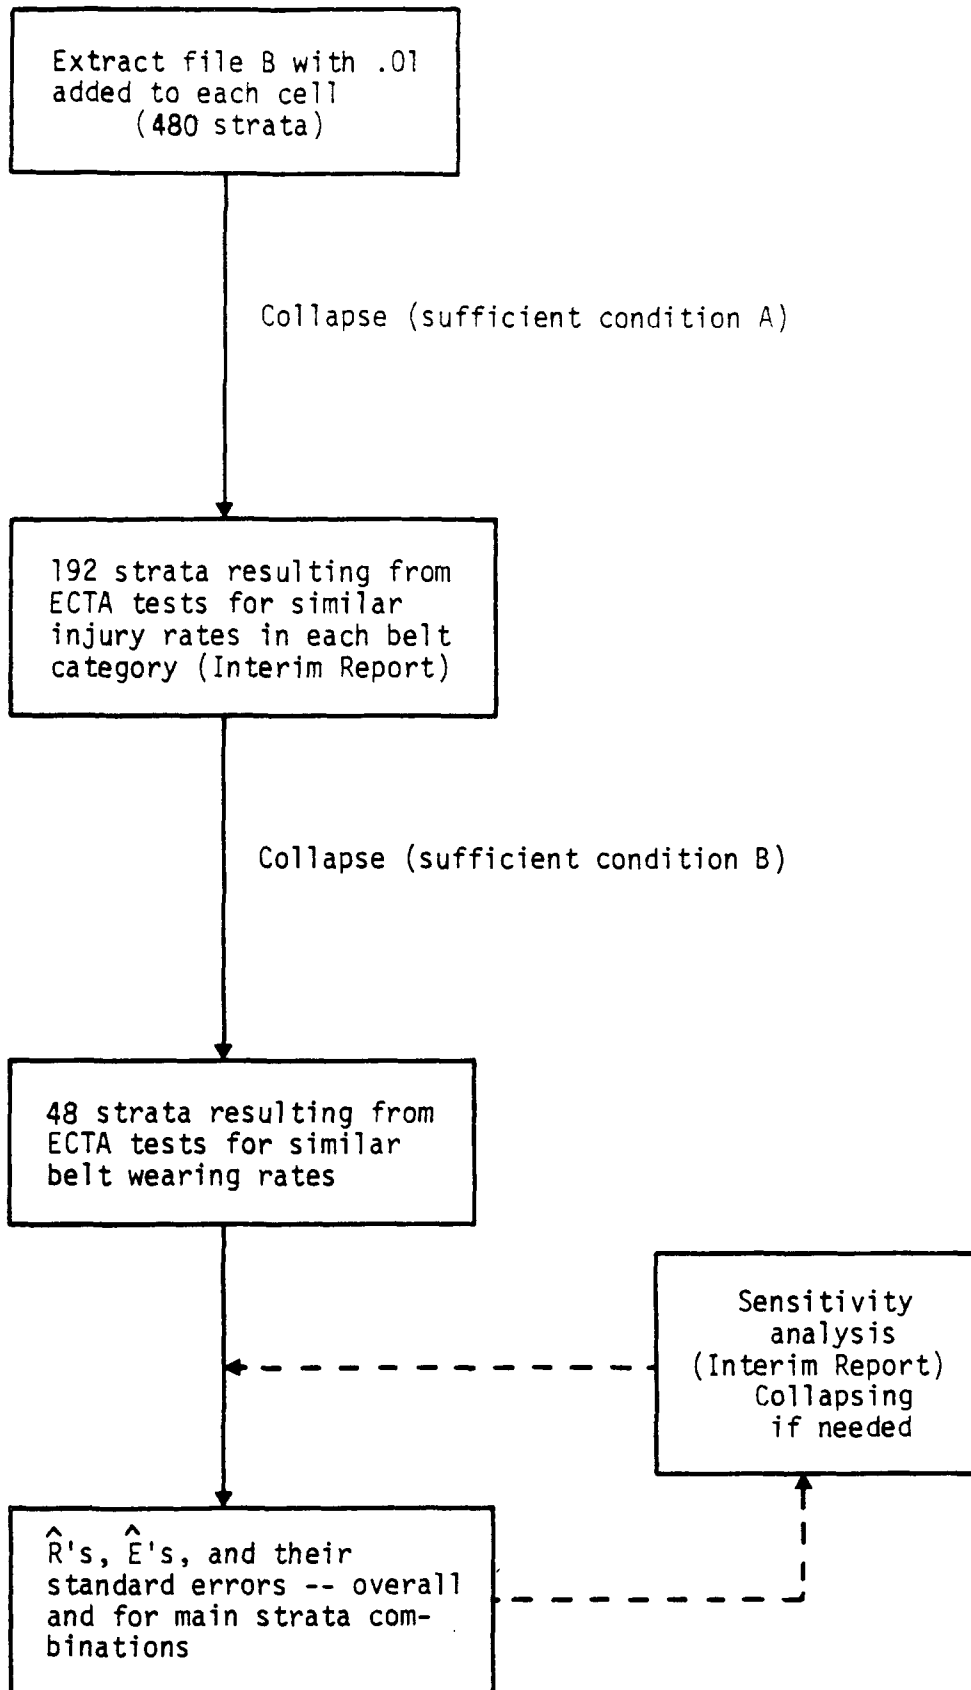 Extract file B with .01
added to each cell
(480 strata)
Collapse (sufficient condition A)
192 strata resulting from
ECTA tests for similar
injury rates in each belt
category (Interim Report)
Collapse (sufficient condition B)
48 strata resulting from
ECTA tests for similar
belt wearing rates
Sensitivity
analysis
(Interim Report)
Collapsing
if needed
R̂'s, Ê's, and their
standard errors -- overall
and for main strata com-
binations